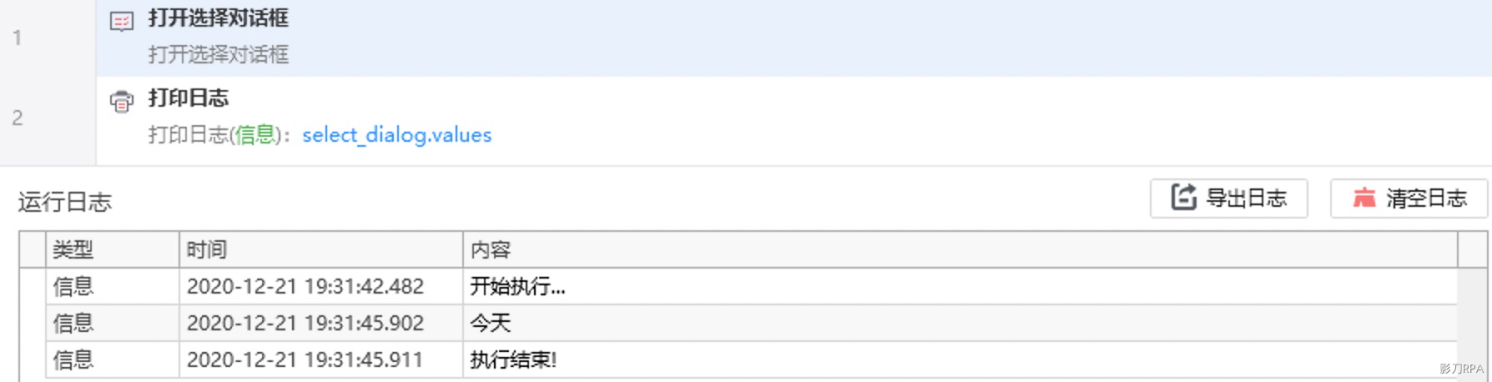 1
打开选择对话框
打开选择对话框
2
打印日志
打印日志(信息)： select_dialog.values
运行日志 导出日志 清空日志
类型 时间 内容
信息 2020-12-21 19:31:42.482 开始执行...
信息 2020-12-21 19:31:45.902 今天
信息 2020-12-21 19:31:45.911 执行结束!
影刀RPA